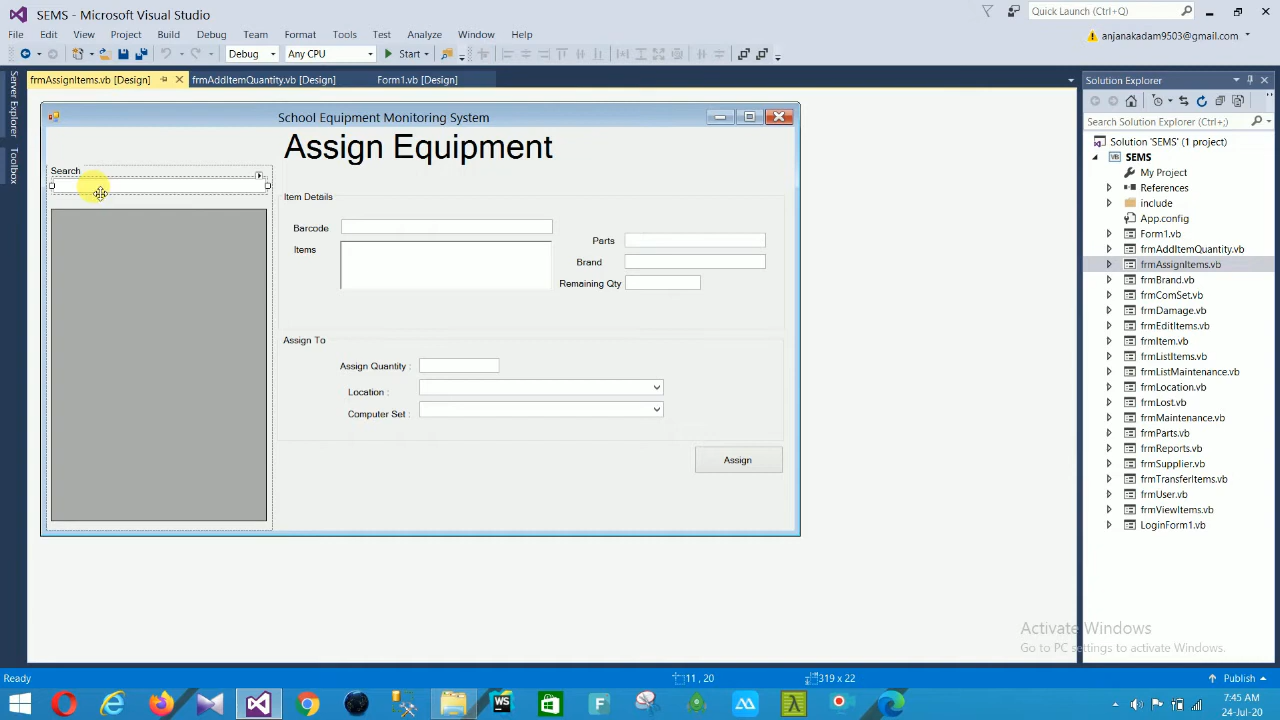 SEMS - Microsoft Visual Studio
Quick Launch (Ctrl+Q)
File Edit View Project Build Debug Team Format Tools Test Analyze Window Help
anjanakadam9503@gmail.com
Debug Any CPU Start
frmAssignItems.vb [Design] frmAddItemQuantity.vb [Design] Form1.vb [Design]
Server Explorer
Toolbox
School Equipment Monitoring System
Assign Equipment
Search
Item Details
Barcode
Items
Parts
Brand
Remaining Qty
Assign To
Assign Quantity :
Location :
Computer Set :
Assign
Solution Explorer
Search Solution Explorer (Ctrl+;)
Solution 'SEMS' (1 project)
VB SEMS
My Project
References
include
App.config
Form1.vb
frmAddItemQuantity.vb
frmAssignItems.vb
frmBrand.vb
frmComSet.vb
frmDamage.vb
frmEditItems.vb
frmItem.vb
frmListItems.vb
frmListMaintenance.vb
frmLocation.vb
frmLost.vb
frmMaintenance.vb
frmParts.vb
frmReports.vb
frmSupplier.vb
frmTransferItems.vb
frmUser.vb
frmViewItems.vb
LoginForm1.vb
Activate Windows
Go to PC settings to activate Windows.
Ready 11 , 20 319 x 22 Publish
WS F λ
7:45 AM
24-Jul-20